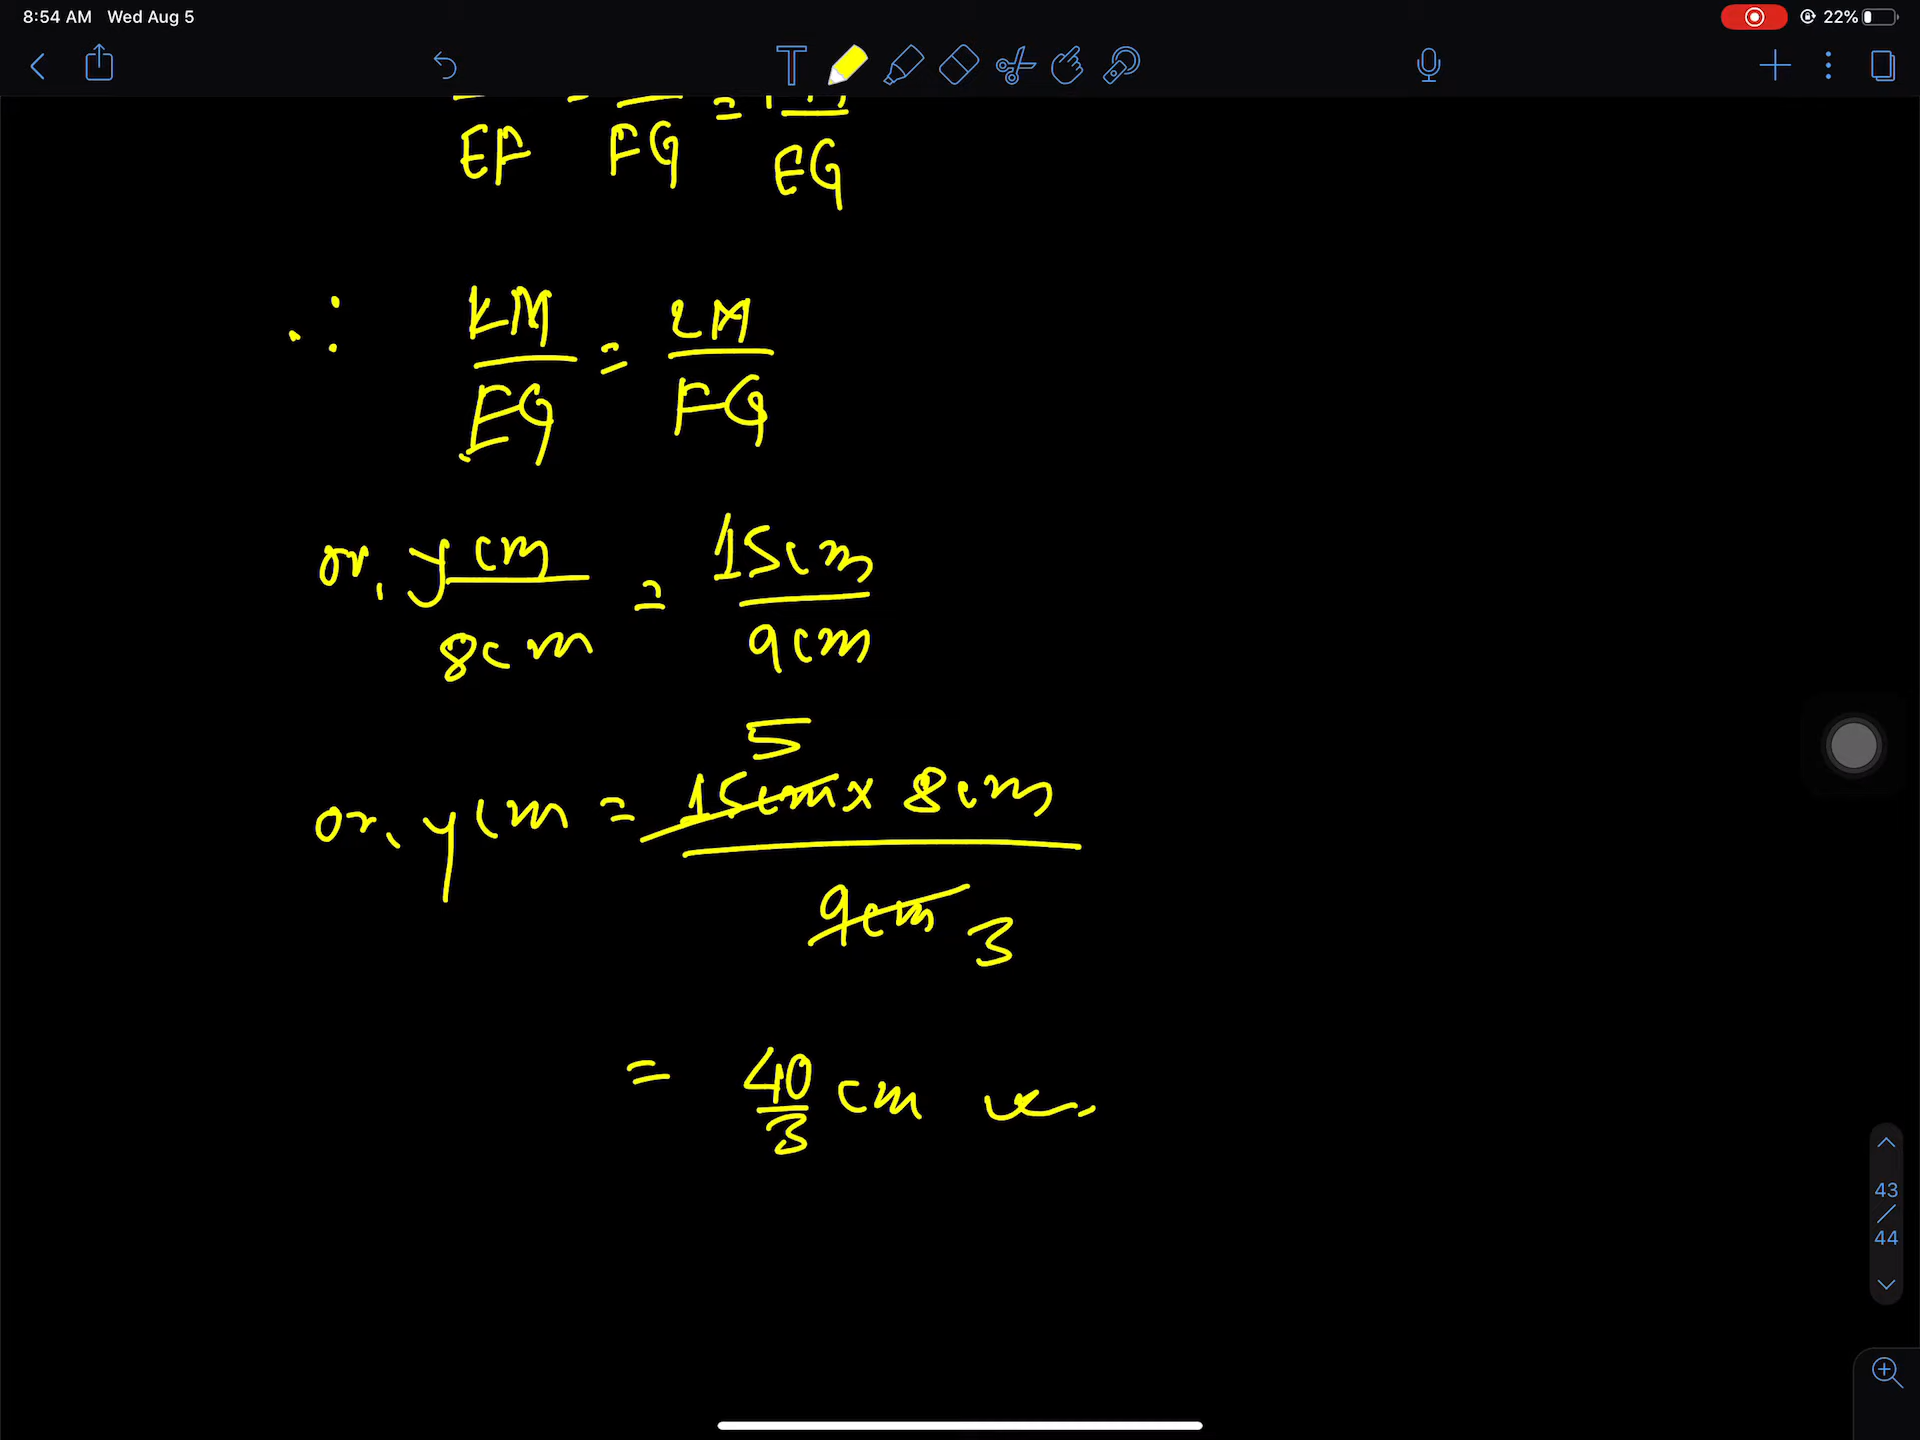 8:54 AM Wed Aug 5 22%
EF = FG = EG
∴ KM/EG = LM/FG
or, y cm/8cm = 15cm/9cm
5
or, y cm = 15cm x 8cm/9cm 3
= 40/3 cm
43/44